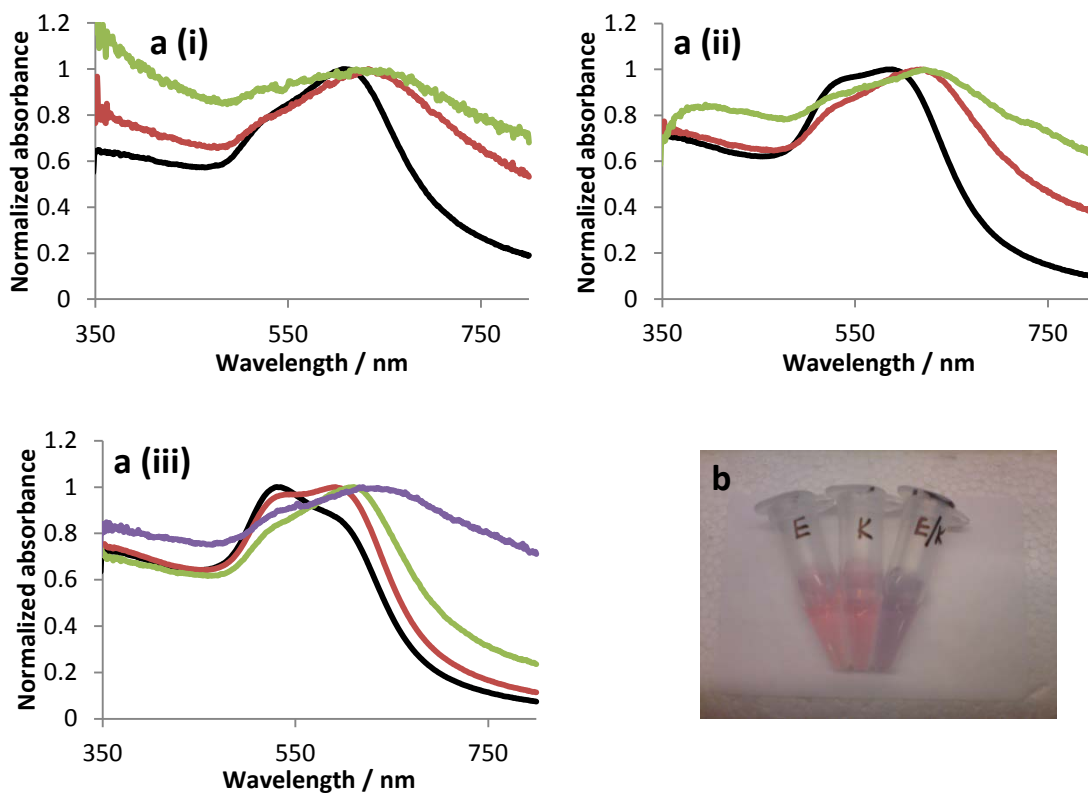 a (i)
Normalized absorbance
1.2
1
0.8
0.6
0.4
0.2
0
350
550
750
Wavelength / nm
a (ii)
Normalized absorbance
1.2
1
0.8
0.6
0.4
0.2
0
350
550
750
Wavelength / nm
a (iii)
Normalized absorbance
1.2
1
0.8
0.6
0.4
0.2
0
350
550
750
Wavelength / nm
b
E
K
E/K